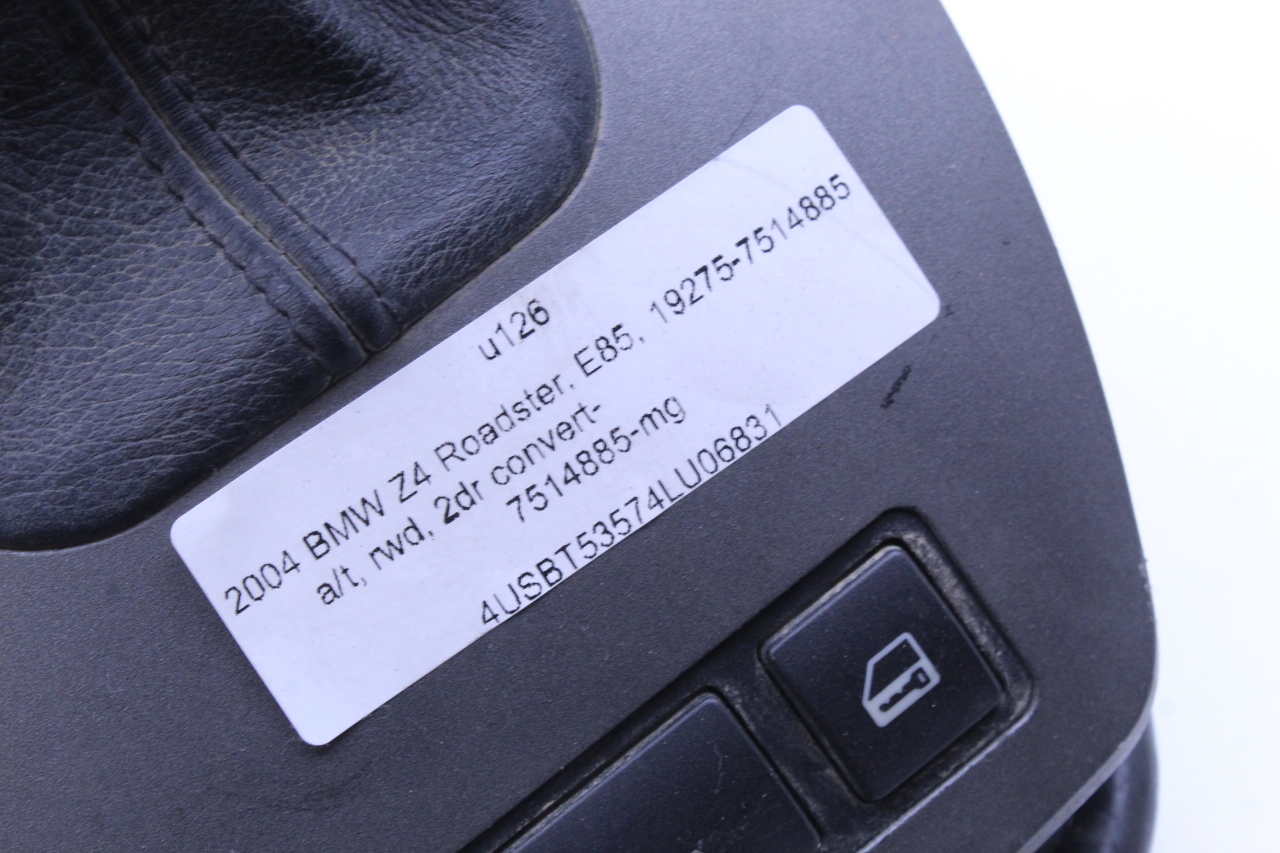 u126
2004 BMW Z4 Roadster, E85, 19275-7514885
a/t, rwd, 2dr convert-
7514885-mg
4USBT53574LU06831